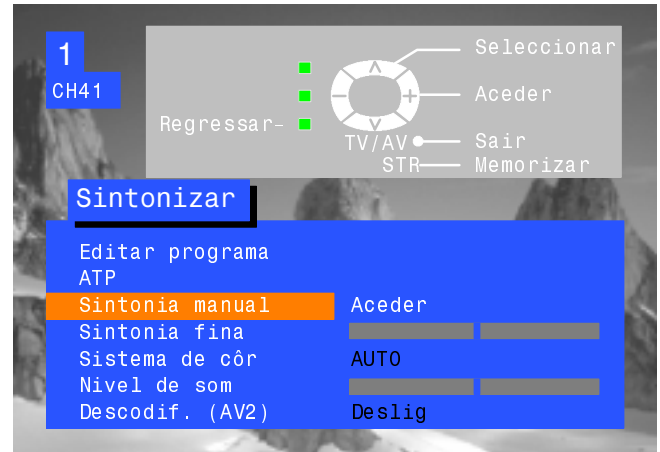 1
CH41
Seleccionar
Aceder
Regressar-
TV/AV Sair
STR Memorizar
Sintonizar
Editar programa
ATP
Sintonia manual Aceder
Sintonia fina
Sistema de côr AUTO
Nivel de som
Descodif. (AV2) Deslig